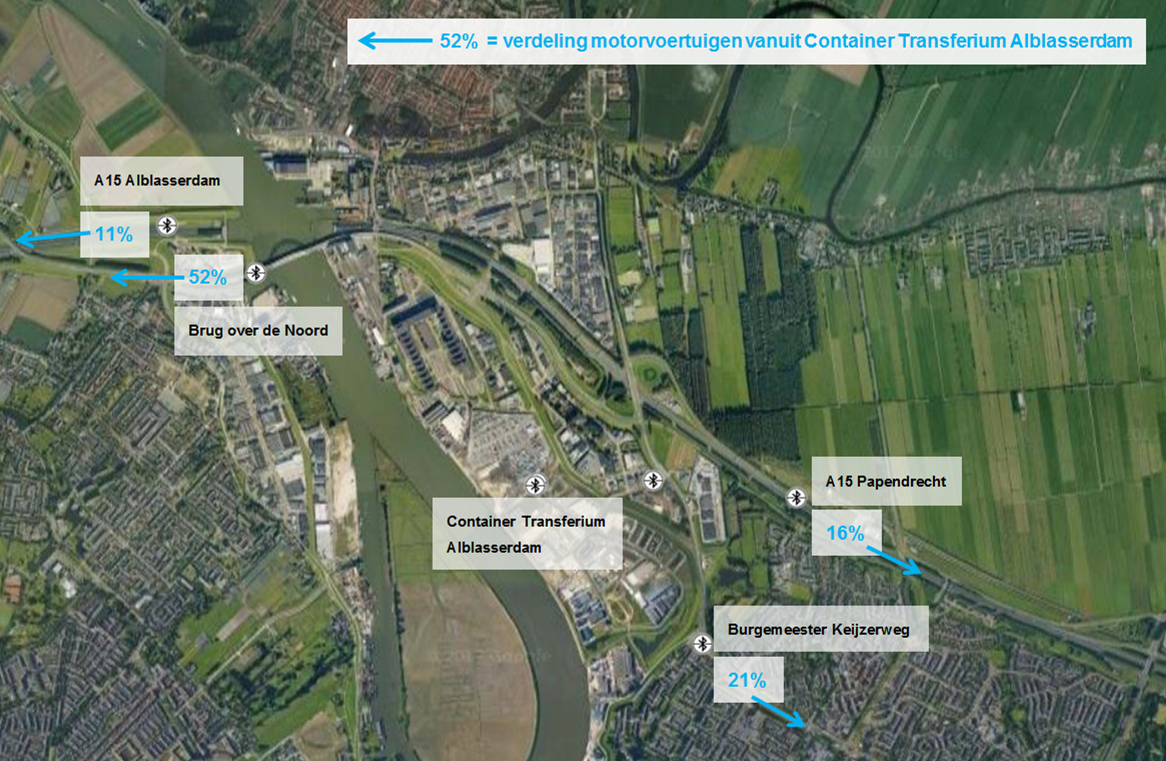 52% = verdeling motorvoertuigen vanuit Container Transferium Alblasserdam
A15 Alblasserdam
11%
52%
Brug over de Noord
A15 Papendrecht
16%
Container Transferium
Alblasserdam
Burgemeester Keijzerweg
21%